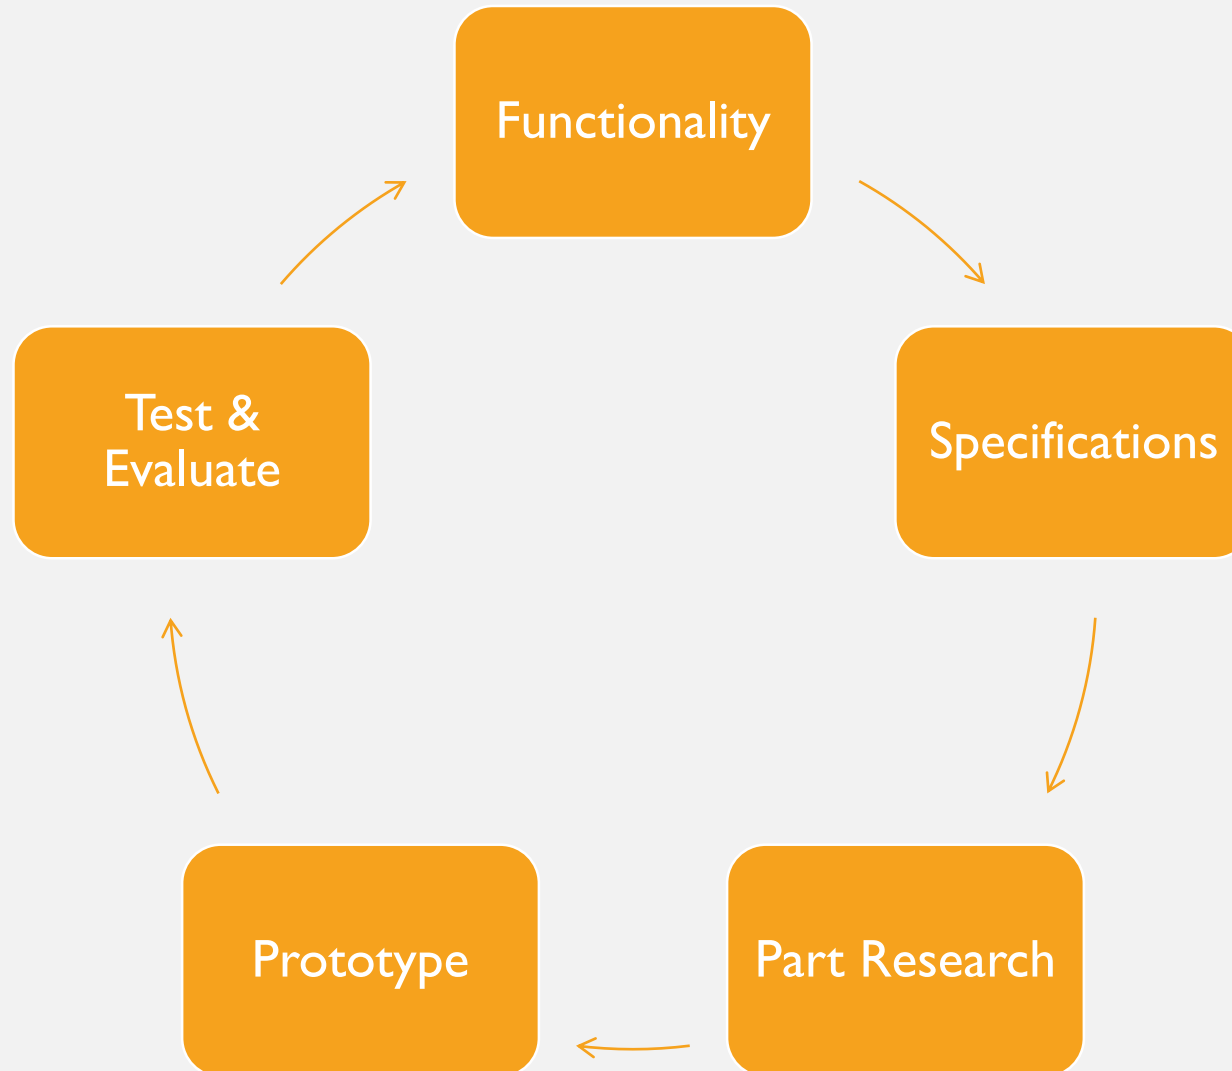 Functionality
Specifications
Part Research
Prototype
Test &
Evaluate